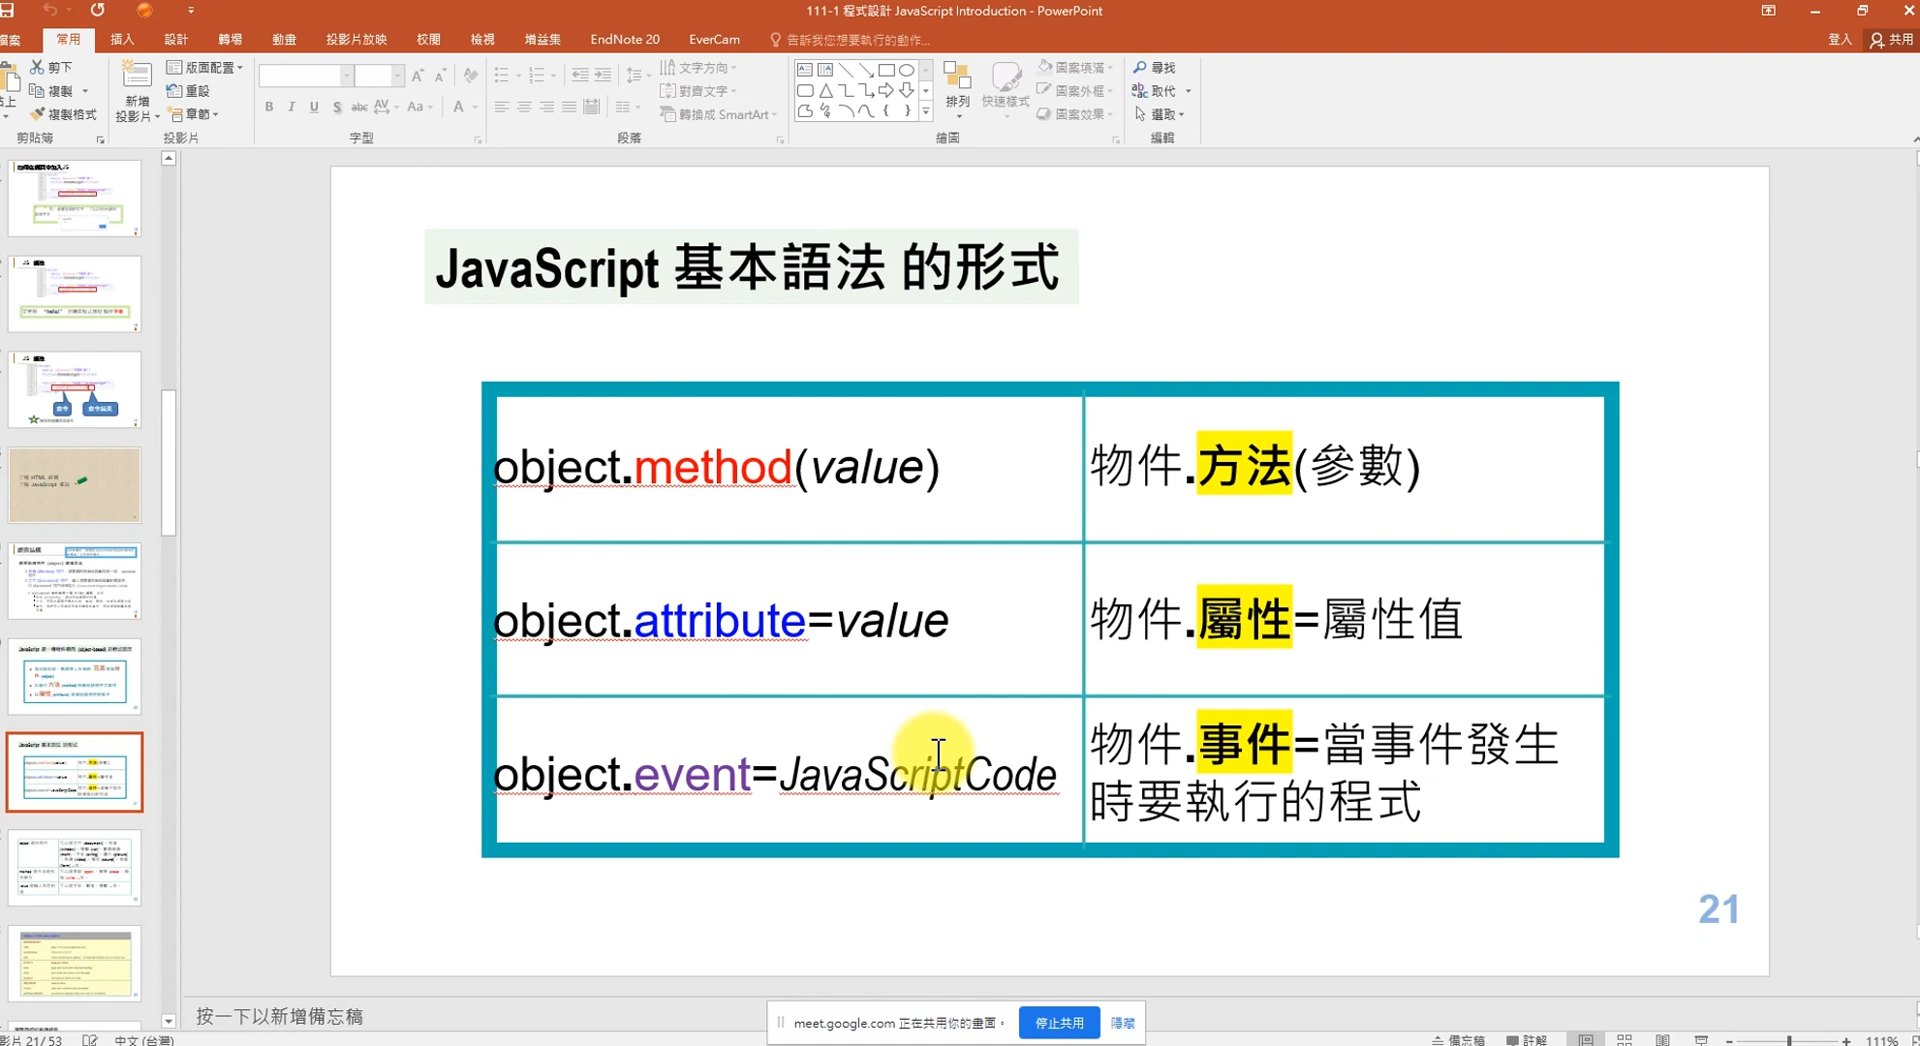 111-1 程式設計 JavaScript Introduction - PowerPoint
檔案 常用 插入 設計 轉場 動畫 投影片放映 校閱 檢視 增益集 EndNote 20 EverCam 告訴我您想要執行的動作... 登入 共用
剪下
複製
複製格式
貼上
剪貼簿
新增
投影片
版面配置
重設
章節
投影片
字型
文字方向
對齊文字
轉換成 SmartArt
段落
排列
快速樣式
圖案填滿
圖案外框
圖案效果
繪圖
尋找
取代
選取
編輯
JavaScript 基本語法 的形式
object.method(value) 物件.方法(參數)
object.attribute=value 物件.屬性=屬性值
object.event=JavaScriptCode 物件.事件=當事件發生
時要執行的程式
21
按一下以新增備忘稿
meet.google.com 正在共用你的畫面。 停止共用 隱藏
影片 21/53 中文 (台灣) 備忘稿 註解 111%